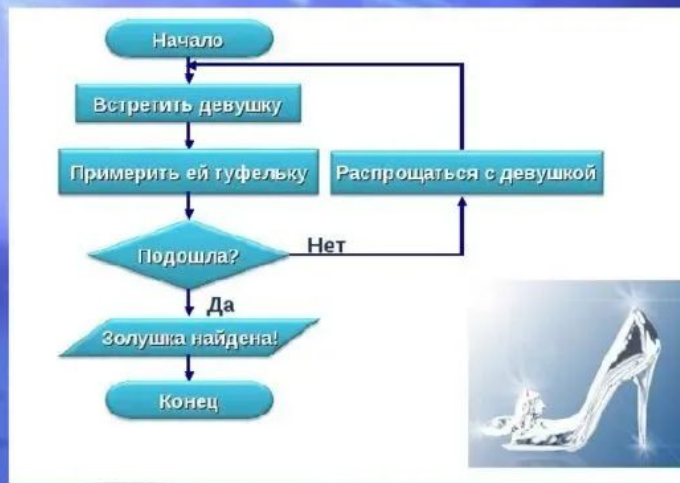 Начало
Встретить девушку
Примерить ей туфельку
Распрощаться с девушкой
Подошла?
Нет
Да
Золушка найдена!
Конец